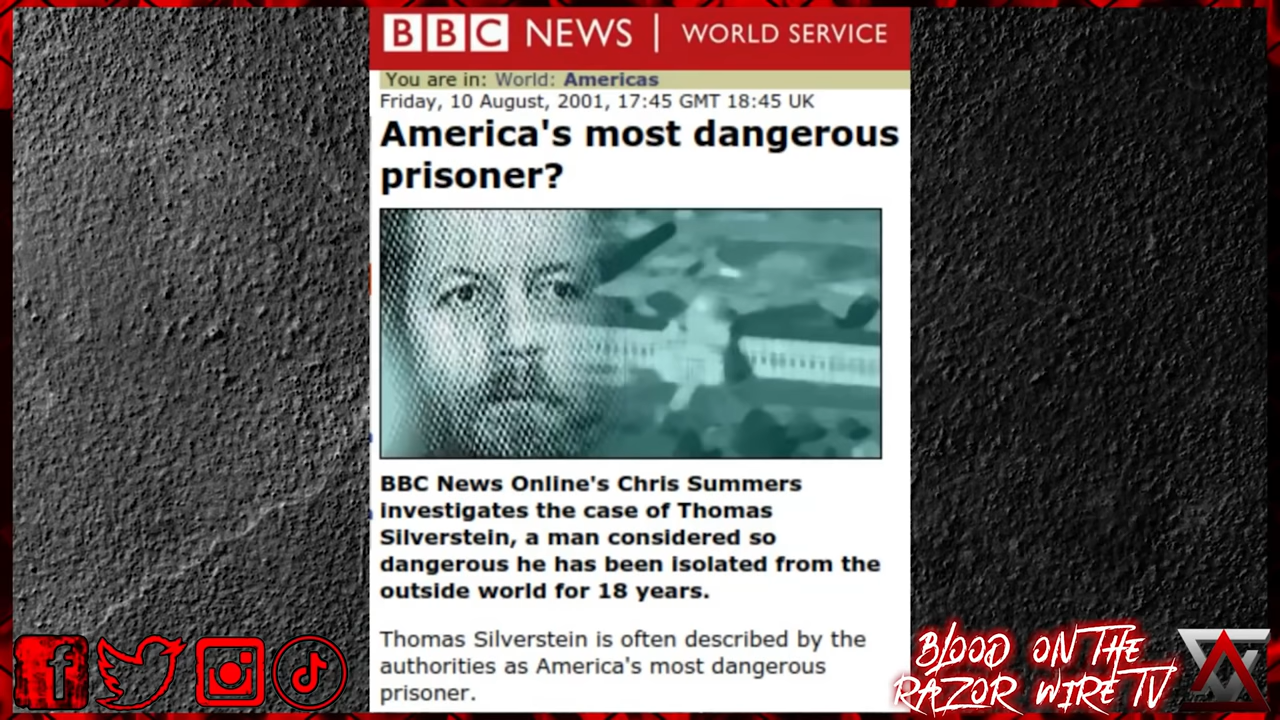 BBC NEWS | WORLD SERVICE
You are in: World: Americas
Friday, 10 August, 2001, 17:45 GMT 18:45 UK
America's most dangerous
prisoner?
BBC News Online's Chris Summers
investigates the case of Thomas
Silverstein, a man considered so
dangerous he has been isolated from the
outside world for 18 years.
Thomas Silverstein is often described by the
authorities as America's most dangerous
prisoner.
BLOOD ON THE
RAZOR WIRE TV